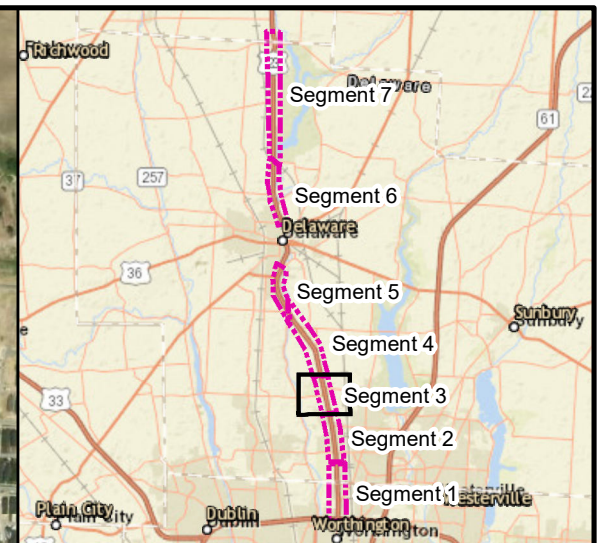 Richwood
23
Delaware
Segment 7
61
37
257
Segment 6
Delaware
36
Segment 5
Sunbury
Segment 4
33
Segment 3
Segment 2
Segment 1
Westerville
Plain City
Dublin
Worthington